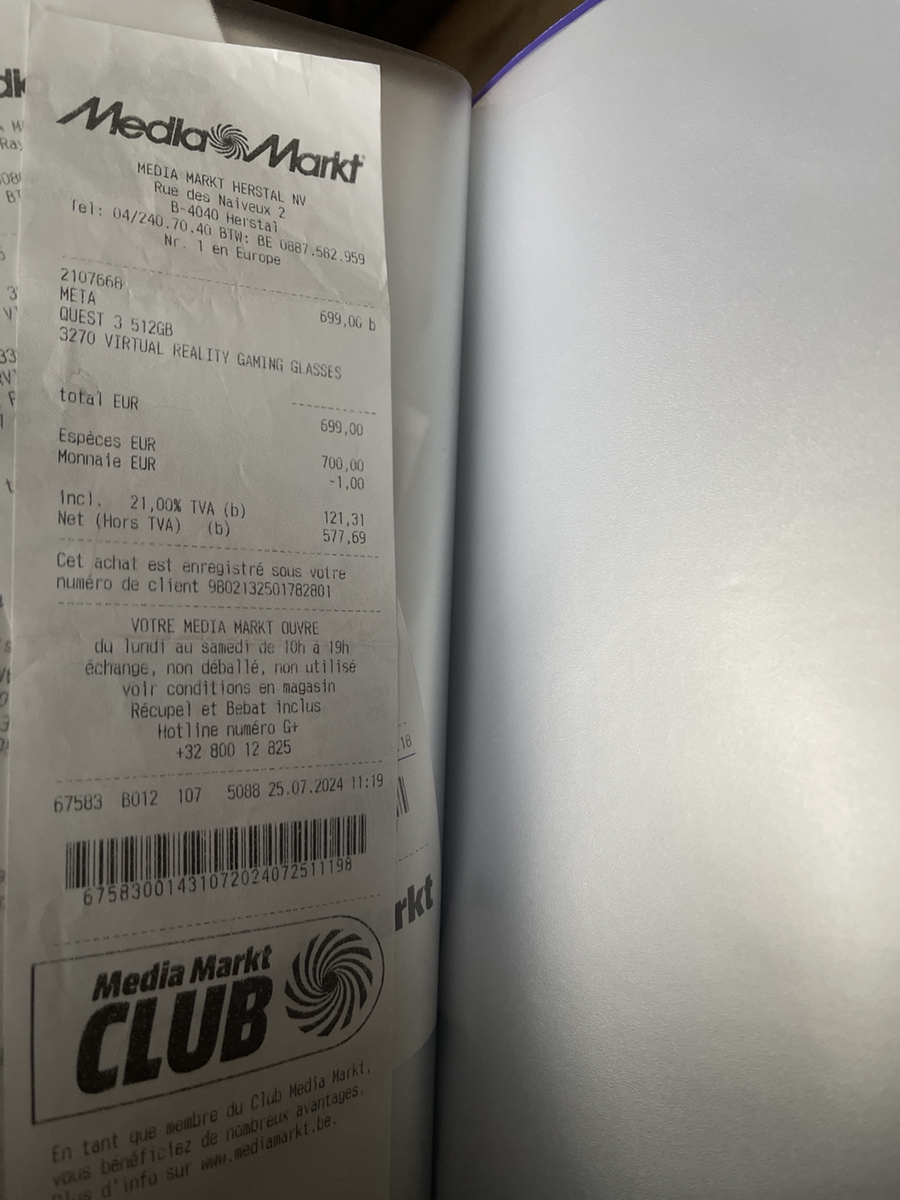 Media Markt
MEDIA MARKT HERSTAL NV
Rue des Naiveux 2
B-4040 Herstal
Tel: 04/240.70.40 BTW: BE 0887.582.959
Nr. 1 en Europe
2107668
META 699,00 b
QUEST 3 512GB
3270 VIRTUAL REALITY GAMING GLASSES
total EUR 699,00
Espèces EUR 700,00
Monnaie EUR -1,00
incl. 21,00% TVA (b) 121,31
Net (Hors TVA) (b) 577,69
Cet achat est enregistré sous votre
numéro de client 9802132501782801
VOTRE MEDIA MARKT OUVRE
du lundi au samedi de 10h à 19h
échange, non déballé, non utilisé
voir conditions en magasin
Récupel et Bebat inclus
Hotline numéro G+
+32 800 12 825
67583 B012 107 5088 25.07.2024 11:19
67583001431072024072511198
Media Markt
CLUB
En tant que membre du Club Media Markt,
vous bénéficiez de nombreux avantages.
Plus d'info sur www.mediamarkt.be.
rkt